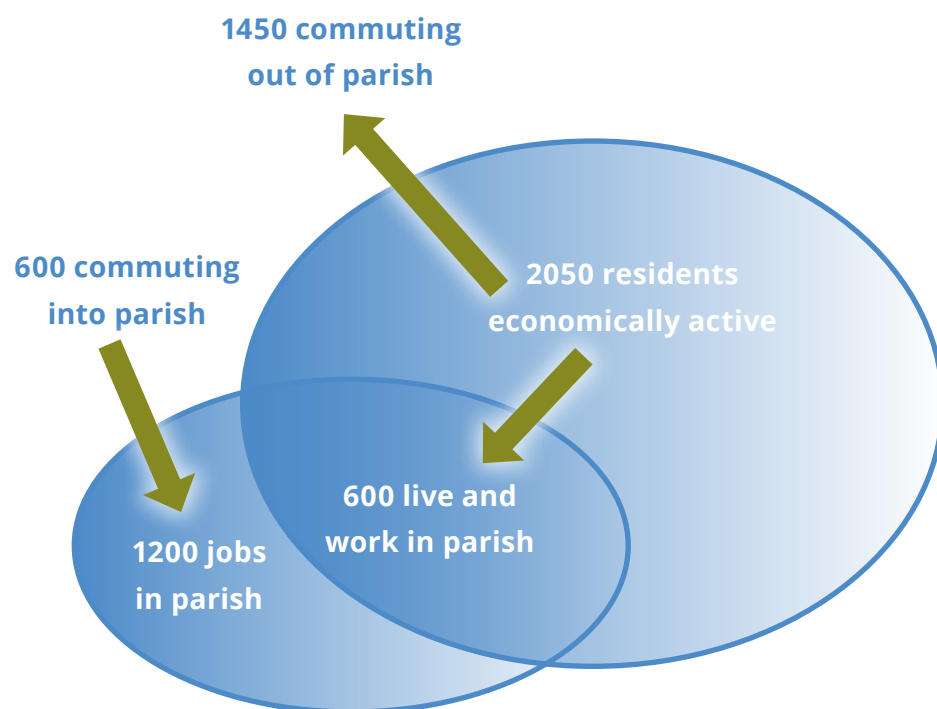 1450 commuting
out of parish
2050 residents
economically active
600 commuting
into parish
600 live and
work in parish
1200 jobs
in parish